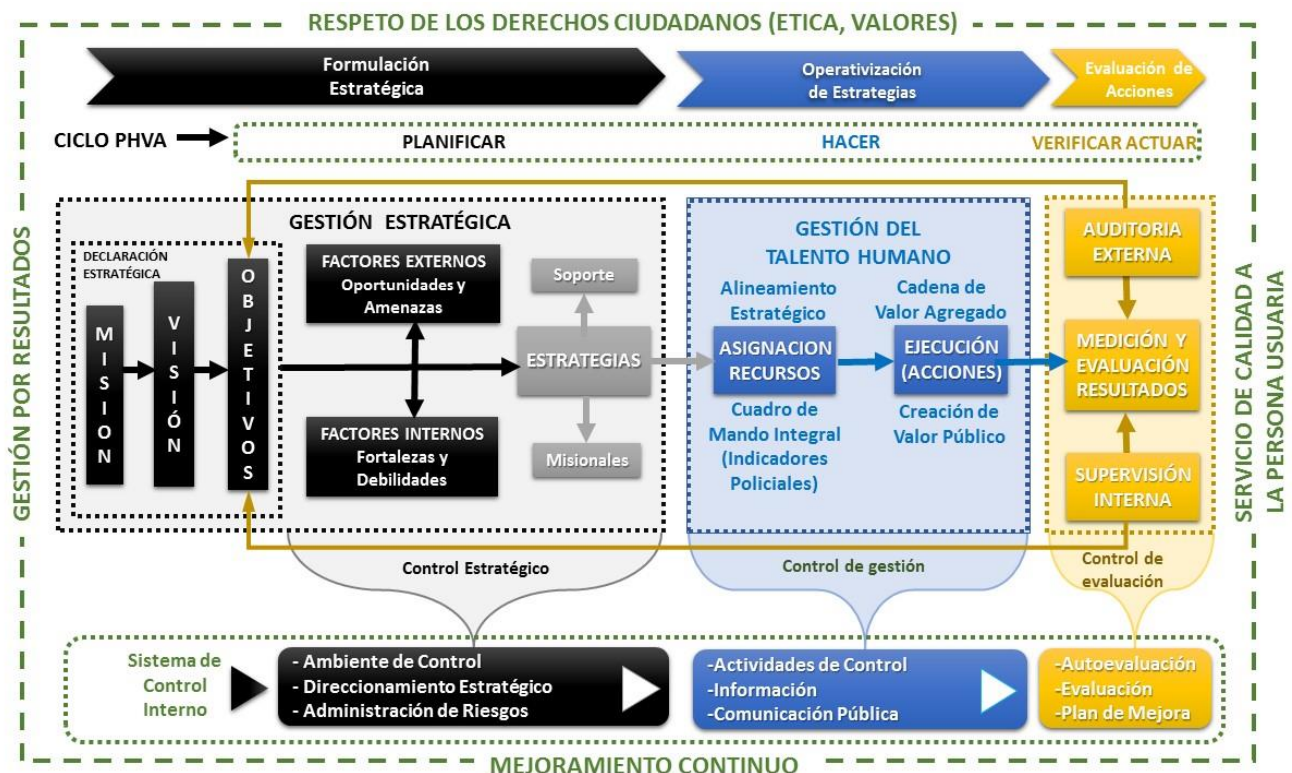 RESPETO DE LOS DERECHOS CIUDADANOS (ETICA, VALORES)
Formulación
Estratégica
Operativización
de Estrategias
Evaluación de
Acciones
CICLO PHVA
PLANIFICAR
HACER
VERIFICAR ACTUAR
GESTIÓN POR RESULTADOS
GESTIÓN ESTRATÉGICA
DECLARACIÓN
ESTRATÉGICA
MISION
VISIÓN
OBJETIVOS
FACTORES EXTERNOS
Oportunidades y
Amenazas
FACTORES INTERNOS
Fortalezas y
Debilidades
Soporte
ESTRATEGIAS
Misionales
GESTIÓN DEL
TALENTO HUMANO
Alineamiento
Estratégico
ASIGNACION
RECURSOS
Cuadro de
Mando Integral
(Indicadores
Policiales)
Cadena de
Valor Agregado
EJECUCIÓN
(ACCIONES)
Creación de
Valor Público
AUDITORIA
EXTERNA
MEDICIÓN Y
EVALUACIÓN
RESULTADOS
SUPERVISIÓN
INTERNA
SERVICIO DE CALIDAD A
LA PERSONA USUARIA
Control Estratégico
Control de gestión
Control de
evaluación
Sistema de
Control
Interno
- Ambiente de Control
- Direccionamiento Estratégico
- Administración de Riesgos
-Actividades de Control
-Información
-Comunicación Pública
-Autoevaluación
-Evaluación
-Plan de Mejora
MEJORAMIENTO CONTINUO